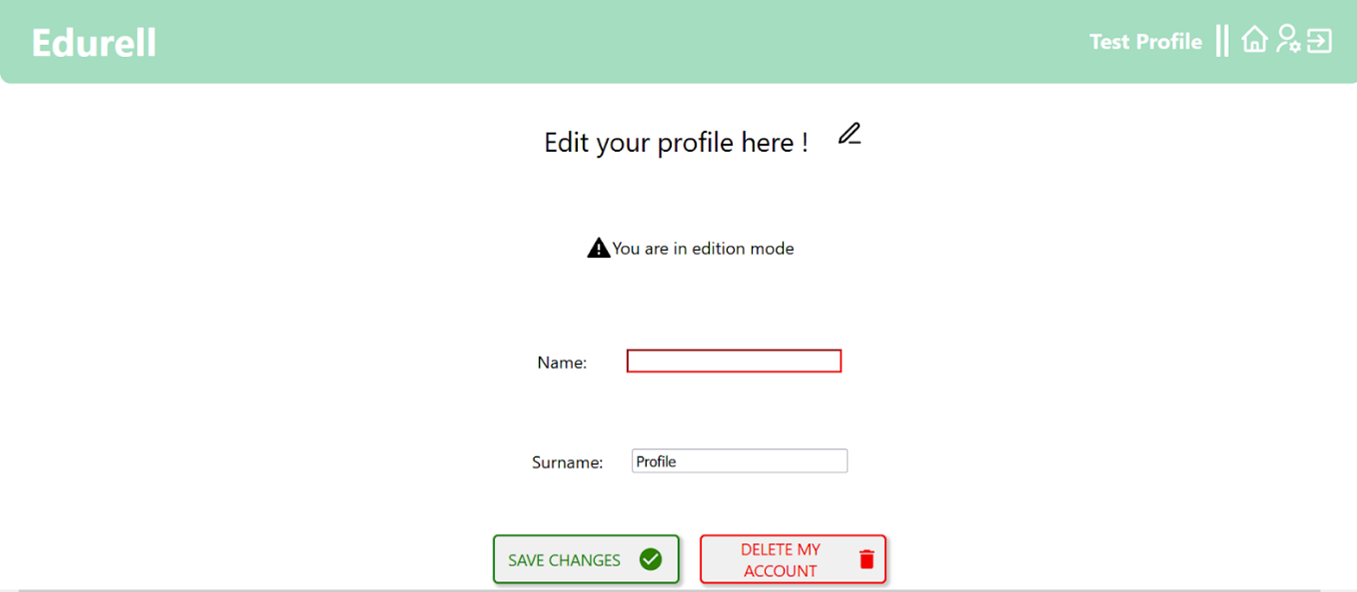 Edurell
Test Profile
Edit your profile here !
You are in edition mode
Name:
Surname:
Profile
SAVE CHANGES
DELETE MY
ACCOUNT